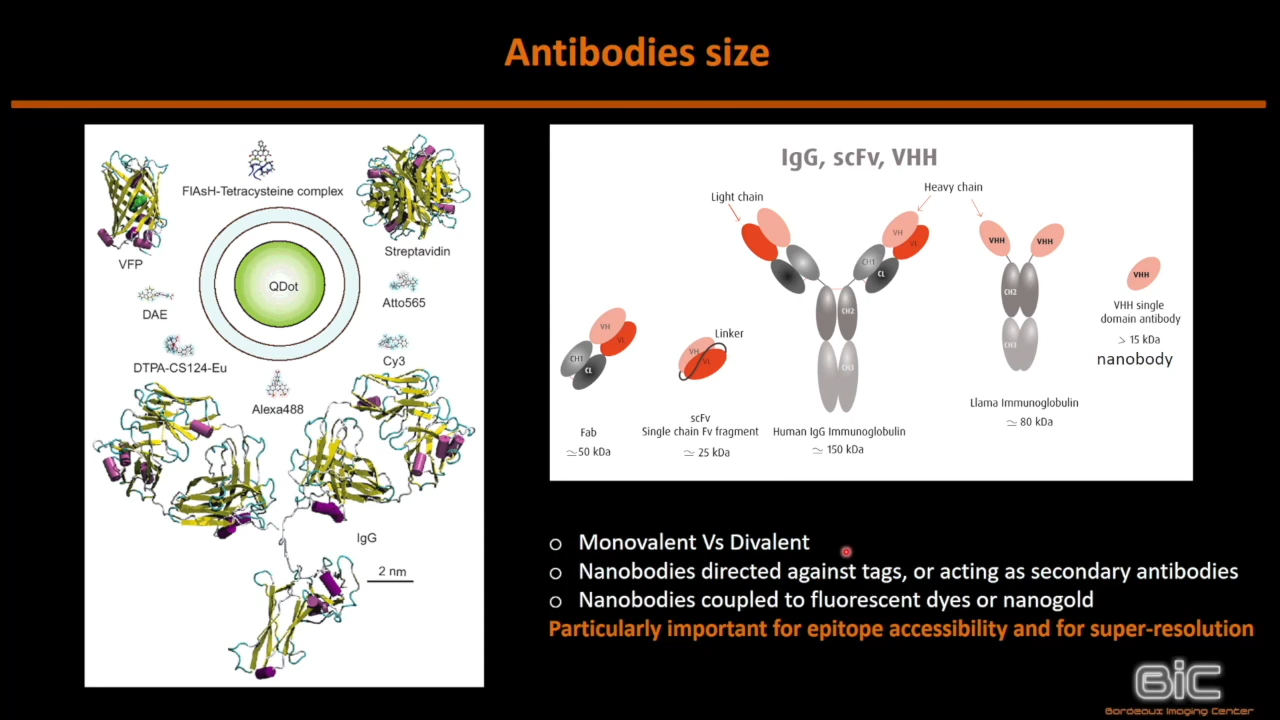 Antibodies size
FlAsH-Tetracysteine complex
VFP
Streptavidin
QDot
DAE
Atto565
DTPA-CS124-Eu
Cy3
Alexa488
IgG
2 nm
IgG, scFv, VHH
Light chain
Heavy chain
VH
VL
CH1
CL
CH2
CH3
VHH
VHH
CH2
CH3
VHH
VHH single
domain antibody
> 15 kDa
nanobody
VH
VL
CH1
CL
Linker
VH
VL
Fab
≃50 kDa
scFv
Single chain Fv fragment
≃ 25 kDa
Human IgG Immunoglobulin
≃ 150 kDa
Llama Immunoglobulin
≃ 80 kDa
o Monovalent Vs Divalent
o Nanobodies directed against tags, or acting as secondary antibodies
o Nanobodies coupled to fluorescent dyes or nanogold
Particularly important for epitope accessibility and for super-resolution
BiC
Bordeaux Imaging Center